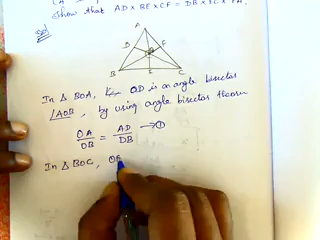 Show that AD x BE x CF = DB x EC x FA.
Sol
A
D
F
B
E
C
In Δ BOA, OD is an angle bisector
∠AOB, by using angle bisector theorem
OA/OB = AD/DB → ①
In Δ BOC, OE